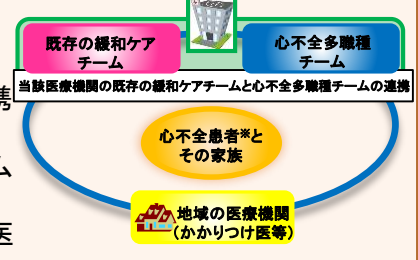 既存の緩和ケア
チーム
心不全多職種
チーム
当該医療機関の既存の緩和ケアチームと心不全多職種チームの連携
携
心不全患者※と
その家族
ム
地域の医療機関
(かかりつけ医等)
医